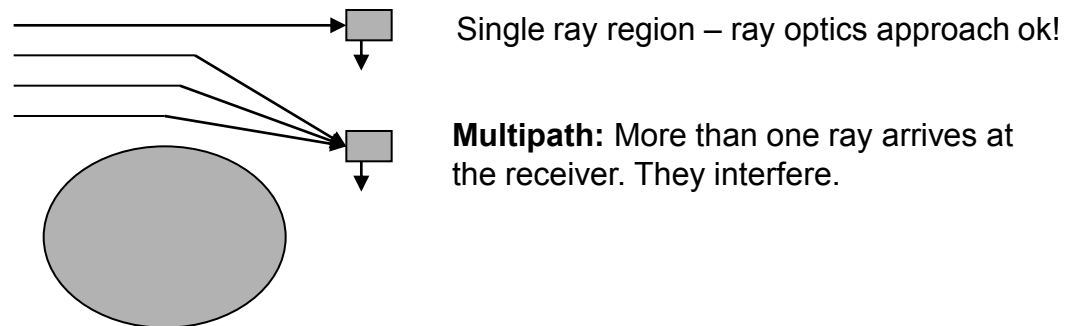 Single ray region – ray optics approach ok!
Multipath: More than one ray arrives at
the receiver. They interfere.